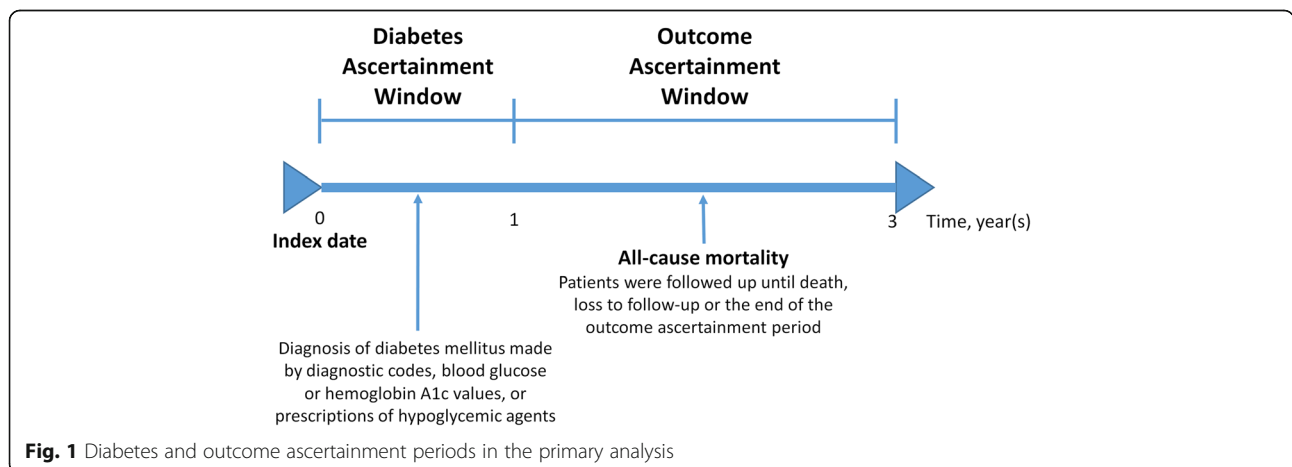 Diabetes
Ascertainment
Window
Outcome
Ascertainment
Window
0
1
3
Time, year(s)
Index date
All-cause mortality
Patients were followed up until death,
loss to follow-up or the end of the
outcome ascertainment period
Diagnosis of diabetes mellitus made
by diagnostic codes, blood glucose
or hemoglobin A1c values, or
prescriptions of hypoglycemic agents
Fig. 1 Diabetes and outcome ascertainment periods in the primary analysis